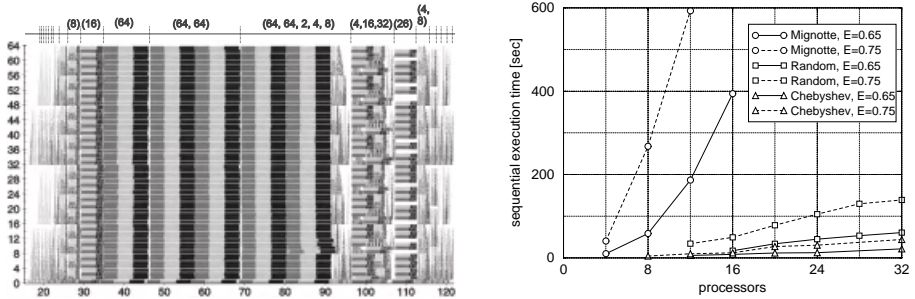 (8) (16) (64) (64, 64) (64, 64, 2, 4, 8) (4,16,32) (26) (4, 8)
64
60
56
52
48
44
40
36
32
28
24
20
16
12
8
4
0
20 30 40 50 60 70 80 90 100 110 120
sequential execution time [sec]
600
400
200
0
Mignotte, E=0.65
Mignotte, E=0.75
Random, E=0.65
Random, E=0.75
Chebyshev, E=0.65
Chebyshev, E=0.75
0 8 16 24 32
processors